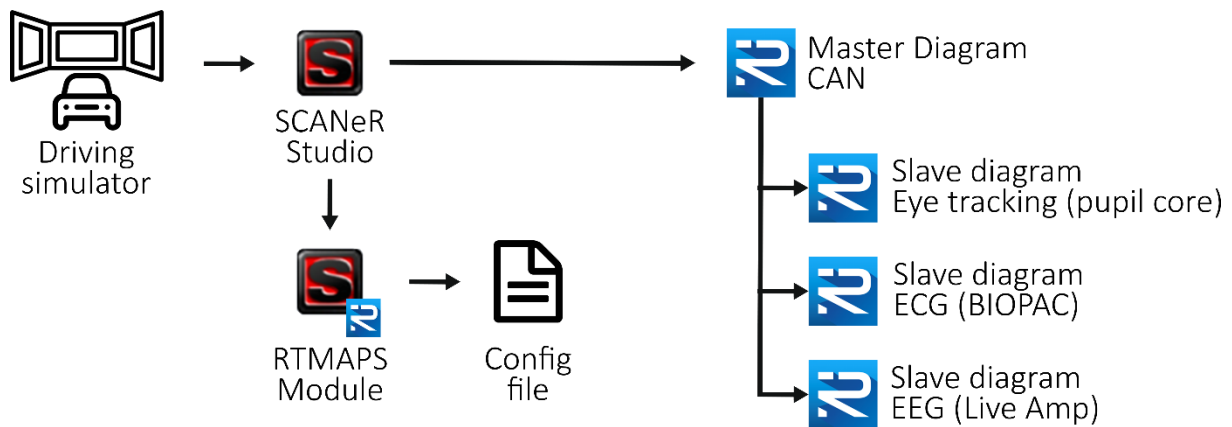 Driving
simulator
S
SCANeR
Studio
S
RTMAPS
Module
Config
file
Master Diagram
CAN
Slave diagram
Eye tracking (pupil core)
Slave diagram
ECG (BIOPAC)
Slave diagram
EEG (Live Amp)